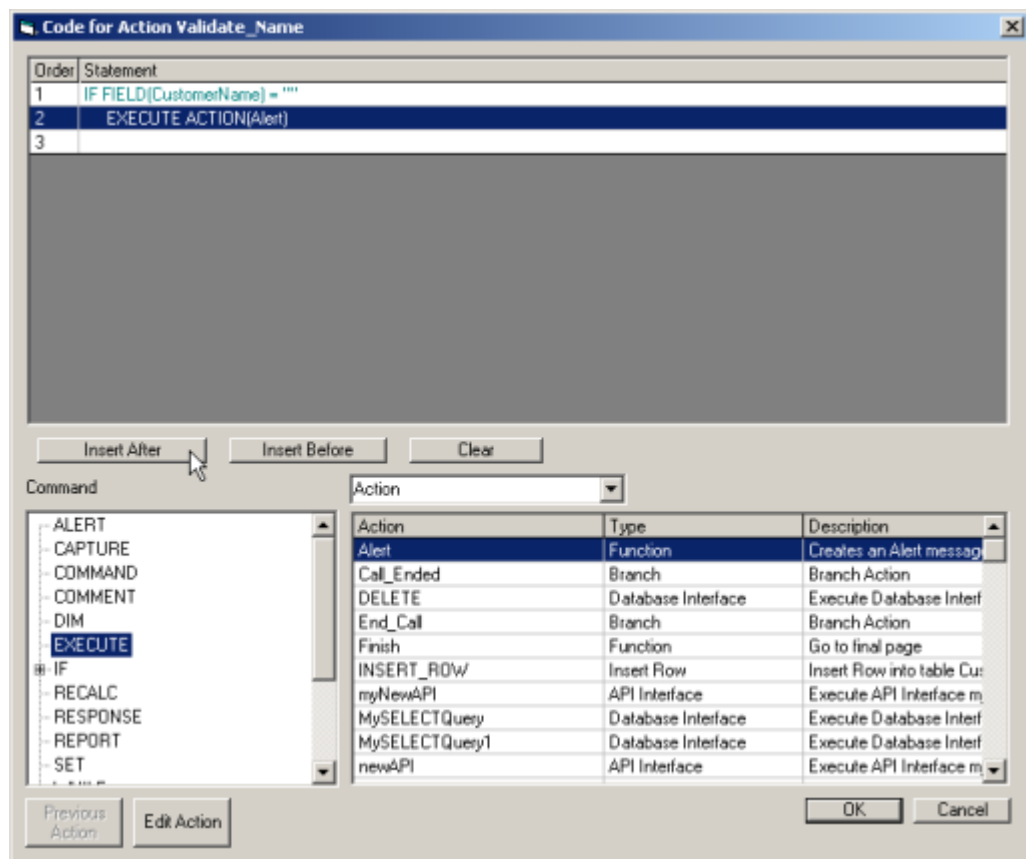 Code for Action Validate_Name
Order Statement
1 IF FIELD(CustomerName) = ""
2 EXECUTE ACTION(Alert)
3
Insert After Insert Before Clear
Command Action
ALERT
CAPTURE
COMMAND
COMMENT
DIM
EXECUTE
IF
RECALC
RESPONSE
REPORT
SET
Action Type Description
Alert Function Creates an Alert messag
Call_Ended Branch Branch Action
DELETE Database Interface Execute Database Interf
End_Call Branch Branch Action
Finish Function Go to final page
INSERT_ROW Insert Row Insert Row into table Cus
myNewAPI API Interface Execute API Interface m
MySELECTQuery Database Interface Execute Database Interf
MySELECTQuery1 Database Interface Execute Database Interf
newAPI API Interface Execute API Interface m
Previous Action Edit Action OK Cancel